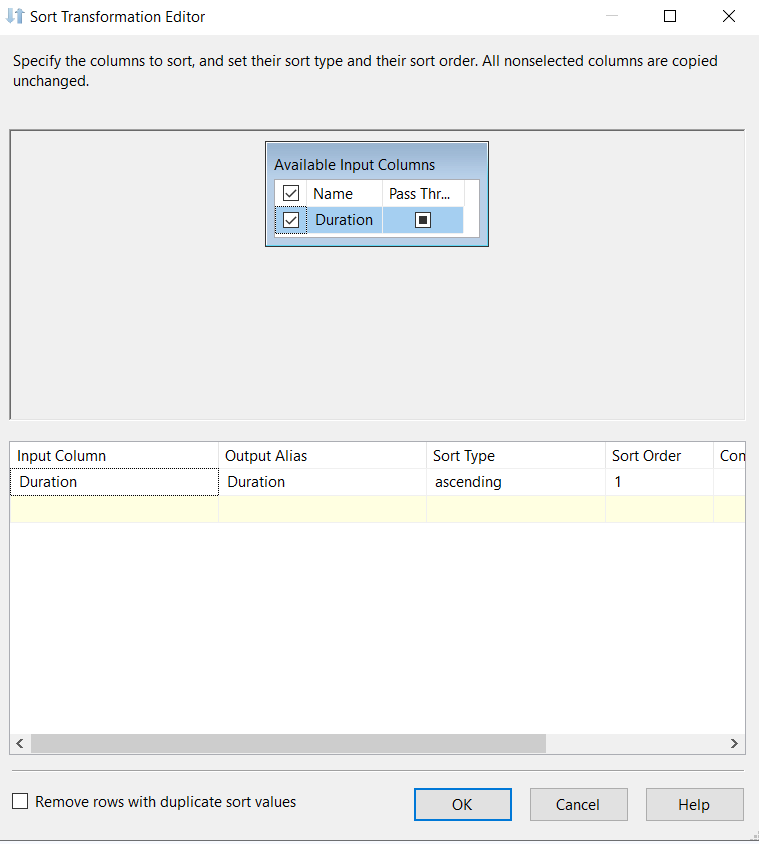 Sort Transformation Editor
Specify the columns to sort, and set their sort type and their sort order. All nonselected columns are copied
unchanged.
Available Input Columns
Name Pass Thr...
Duration
Input Column Output Alias Sort Type Sort Order Con
Duration Duration ascending 1
Remove rows with duplicate sort values OK Cancel Help